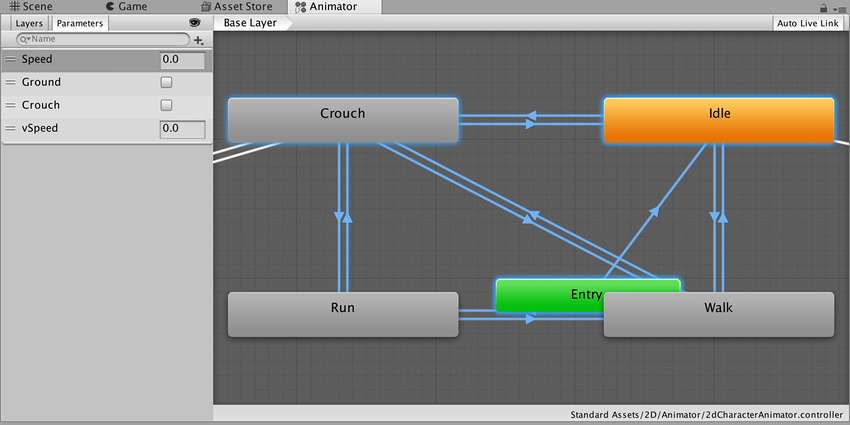 Scene Game Asset Store Animator
Layers Parameters Base Layer Auto Live Link
Name
Speed 0.0
Ground
Crouch
vSpeed 0.0
Crouch Idle
Entry
Run Walk
Standard Assets/2D/Animator/2dCharacterAnimator.controller